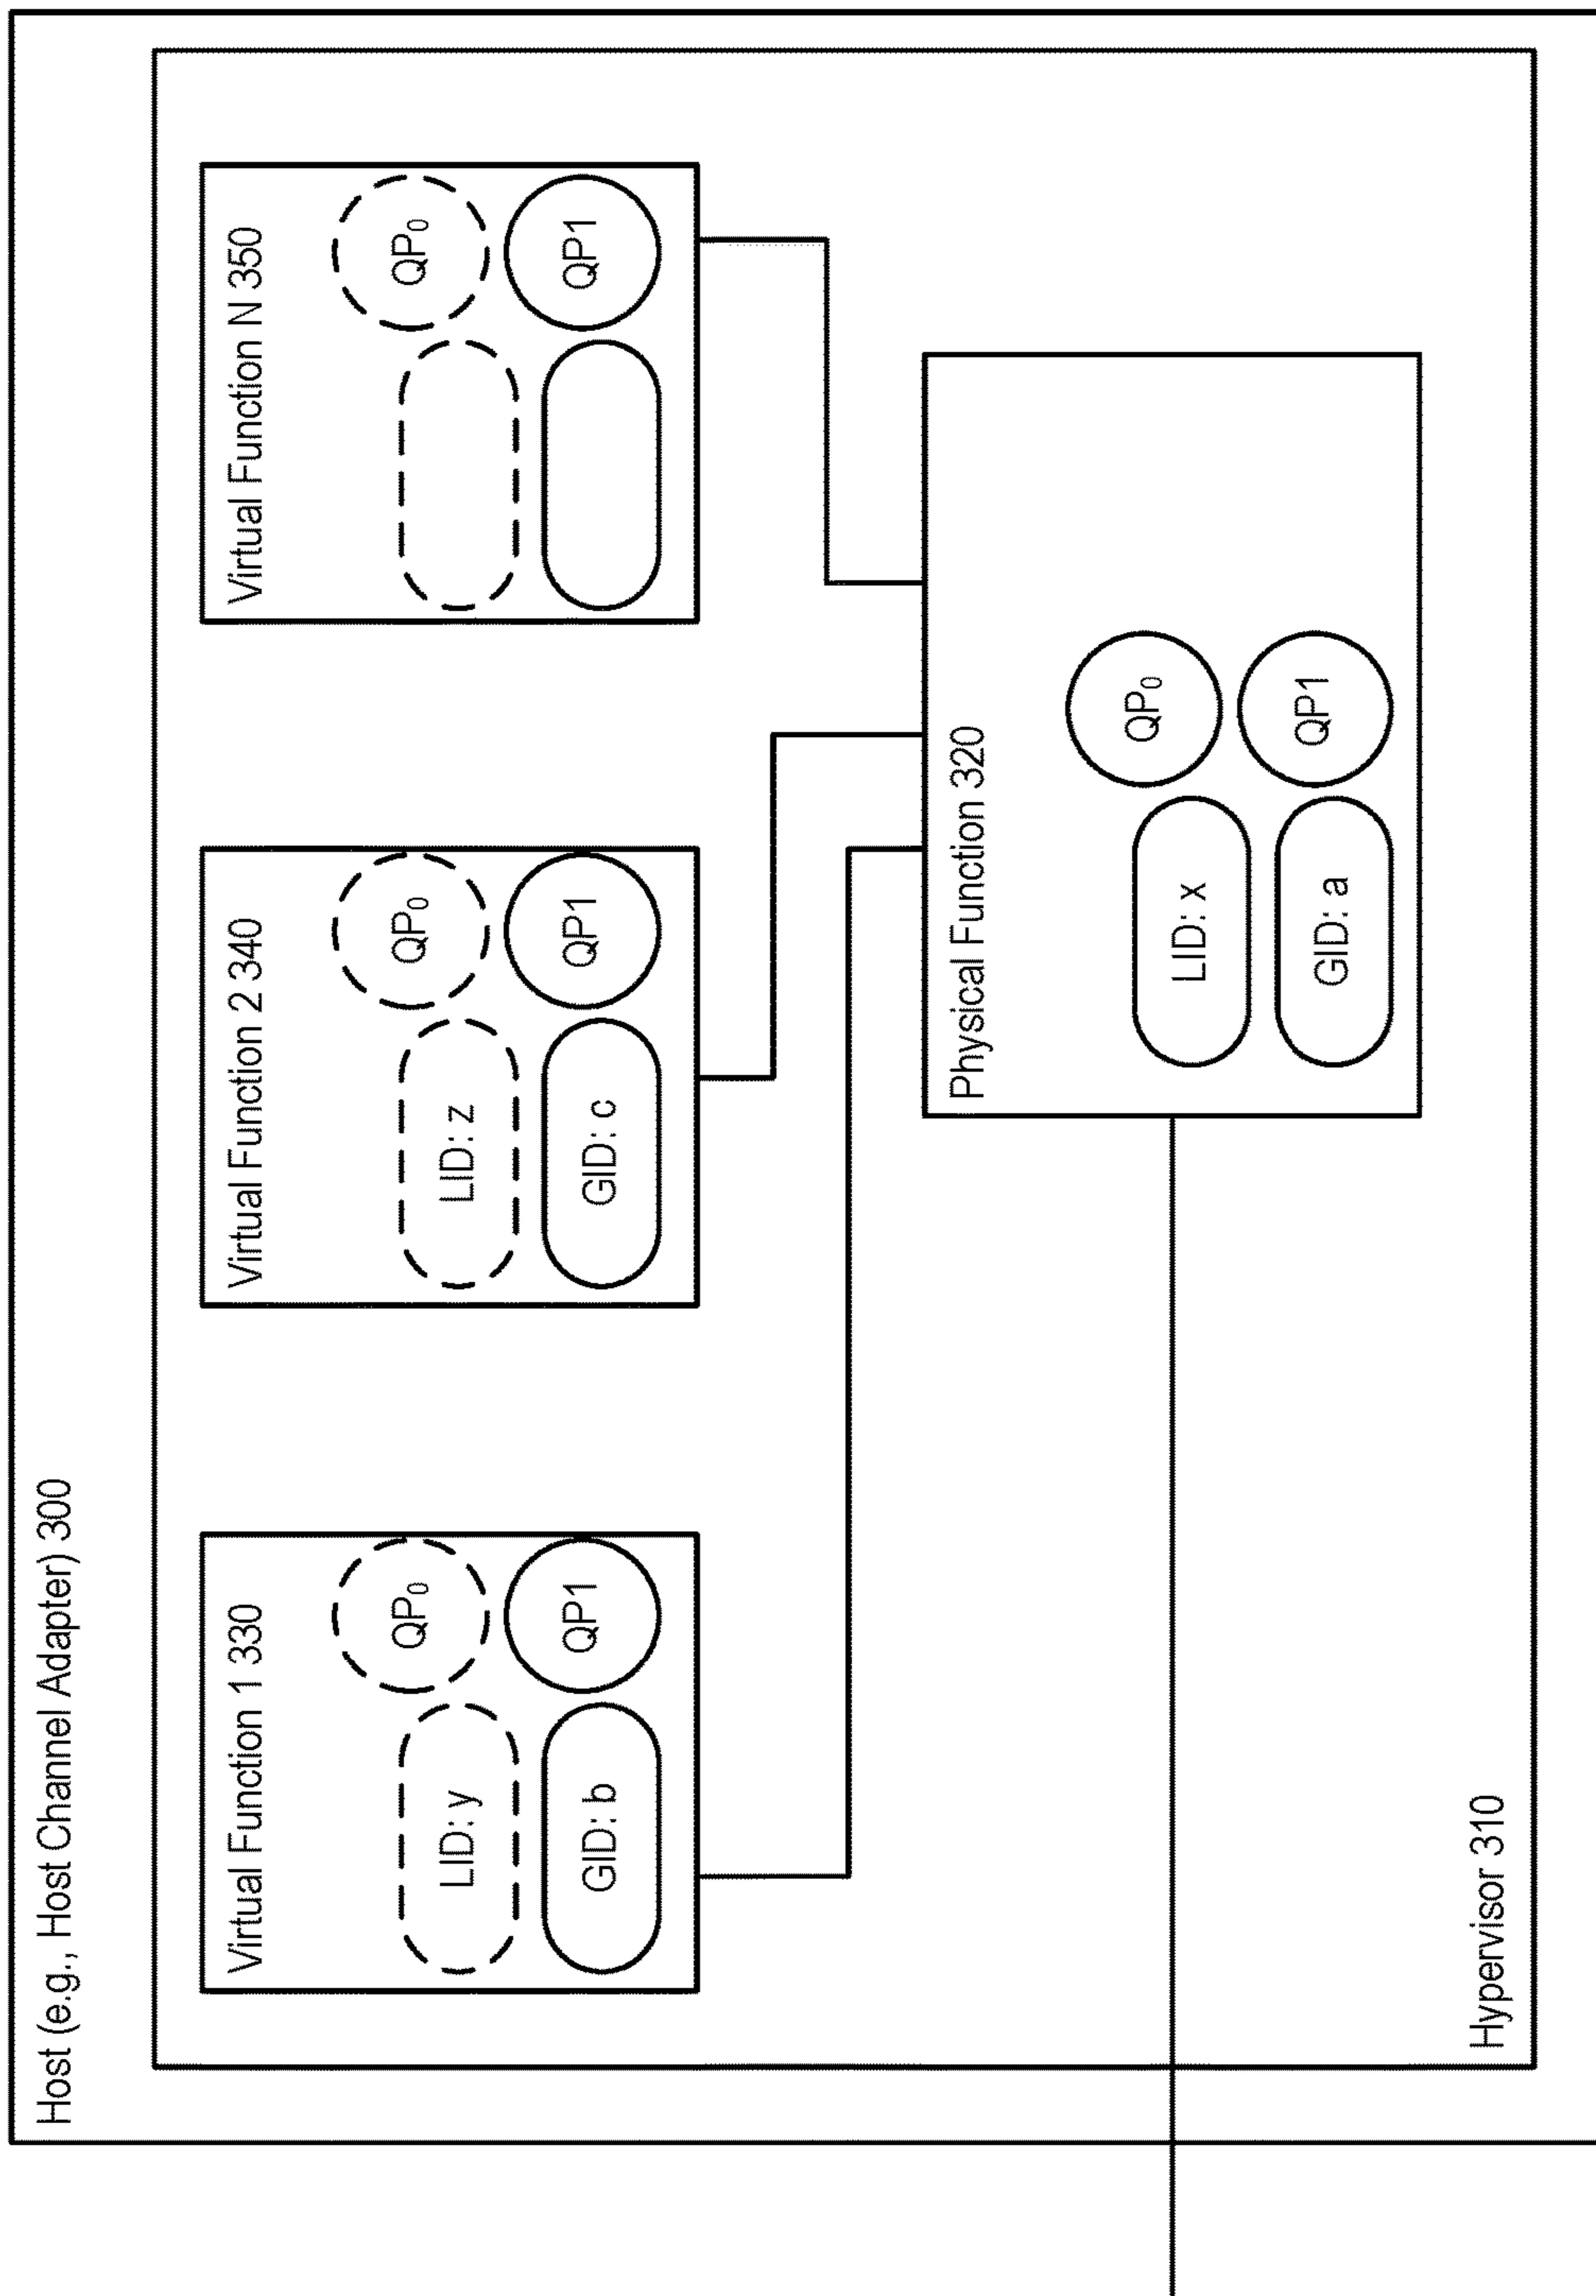 Host (e.g., Host Channel Adapter) 300
Virtual Function 1 330
QP₀
LID: y
QP1
GID: b
Virtual Function 2 340
QP₀
LID: z
QP1
GID: c
Virtual Function N 350
QP₀
QP1
Physical Function 320
QP₀
LID: x
QP1
GID: a
Hypervisor 310